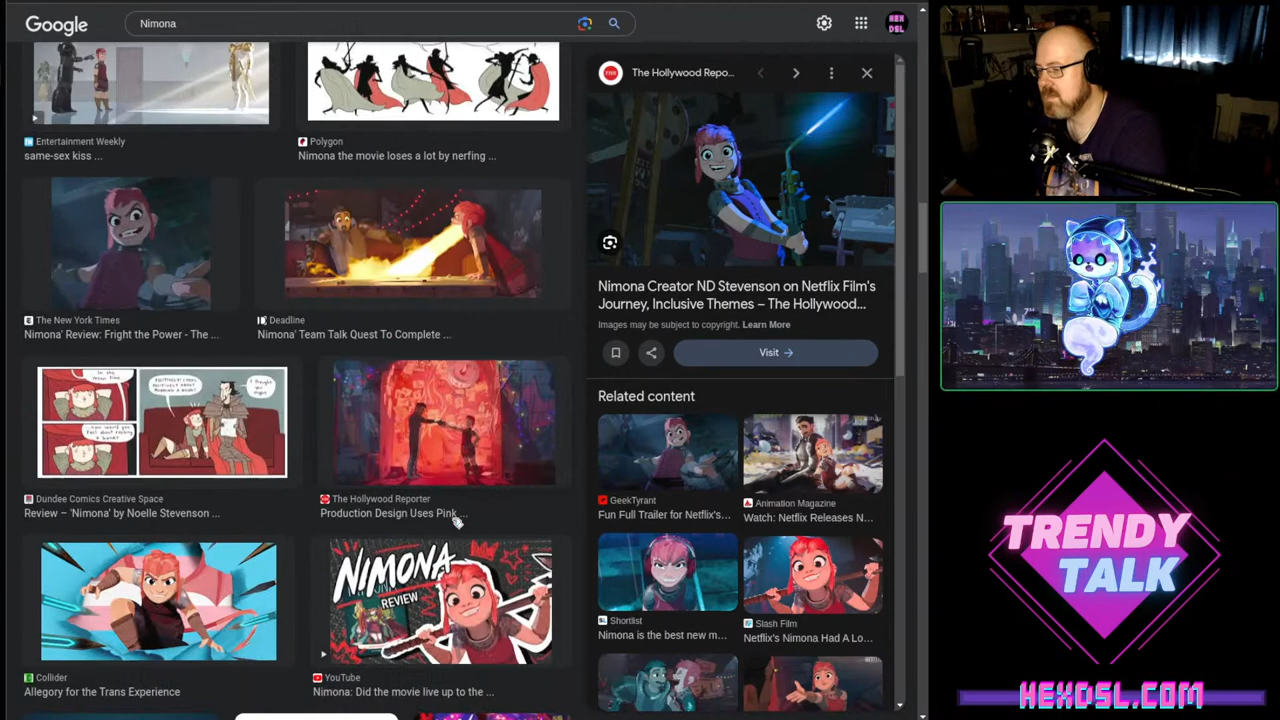 Google
Nimona
HEX
DSL
Entertainment Weekly
same-sex kiss ...
Polygon
Nimona the movie loses a lot by nerfing ...
The New York Times
Nimona' Review: Fright the Power - The ...
Deadline
Nimona' Team Talk Quest To Complete ...
Dundee Comics Creative Space
Review – 'Nimona' by Noelle Stevenson ...
The Hollywood Reporter
Production Design Uses Pink ...
NIMONA
REVIEW
Collider
Allegory for the Trans Experience
YouTube
Nimona: Did the movie live up to the ...
The Hollywood Repo...
Nimona Creator ND Stevenson on Netflix Film's
Journey, Inclusive Themes – The Hollywood...
Images may be subject to copyright. Learn More
Visit
Related content
GeekTyrant
Fun Full Trailer for Netflix's...
Animation Magazine
Watch: Netflix Releases N...
Shortlist
Nimona is the best new m...
Slash Film
Netflix's Nimona Had A Lo...
TRENDY
TALK
HEXDSL.COM